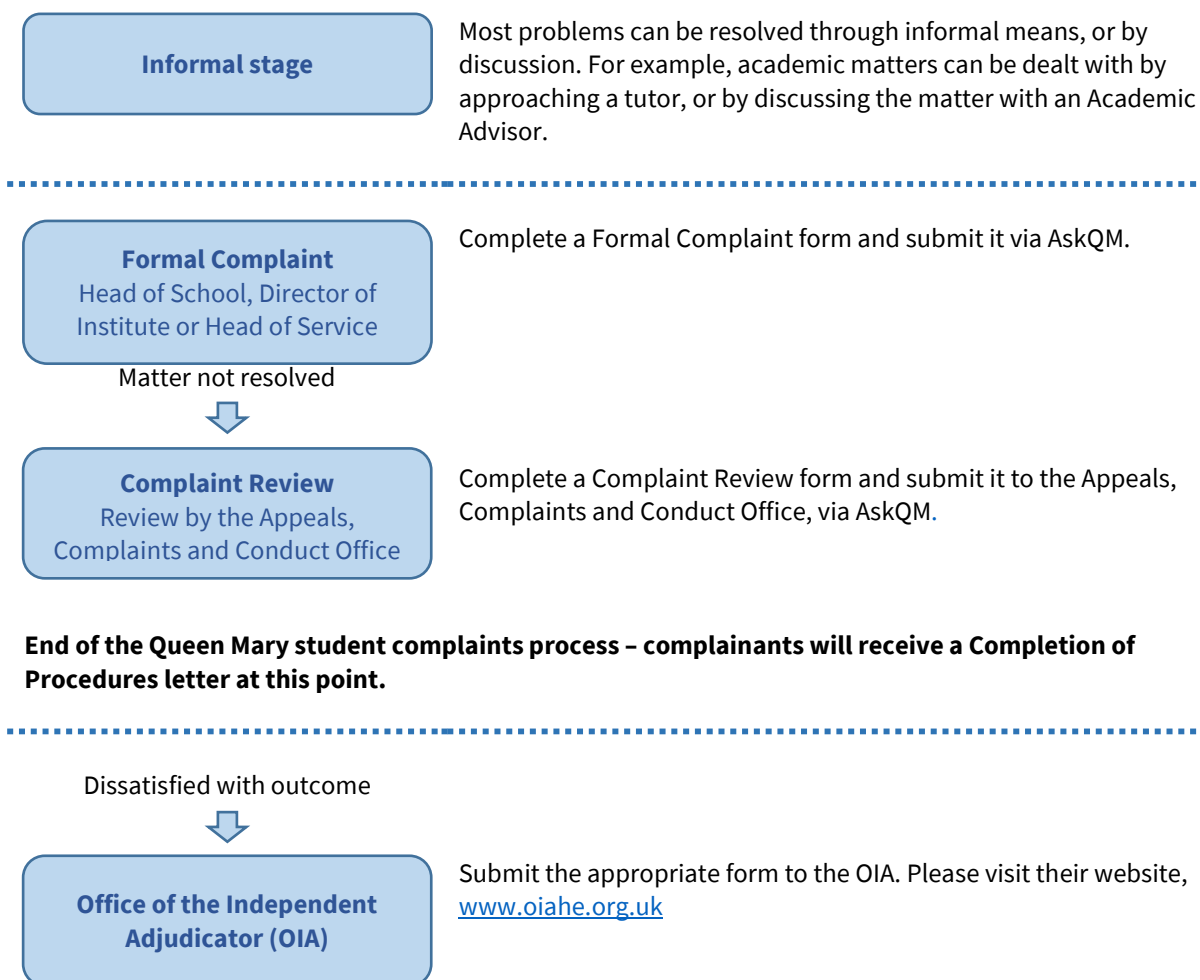 Informal stage
Most problems can be resolved through informal means, or by
discussion. For example, academic matters can be dealt with by
approaching a tutor, or by discussing the matter with an Academic
Advisor.
Formal Complaint
Head of School, Director of
Institute or Head of Service
Complete a Formal Complaint form and submit it via AskQM.
Matter not resolved
Complaint Review
Review by the Appeals,
Complaints and Conduct Office
Complete a Complaint Review form and submit it to the Appeals,
Complaints and Conduct Office, via AskQM.
End of the Queen Mary student complaints process – complainants will receive a Completion of
Procedures letter at this point.
Dissatisfied with outcome
Office of the Independent
Adjudicator (OIA)
Submit the appropriate form to the OIA. Please visit their website,
www.oiahe.org.uk